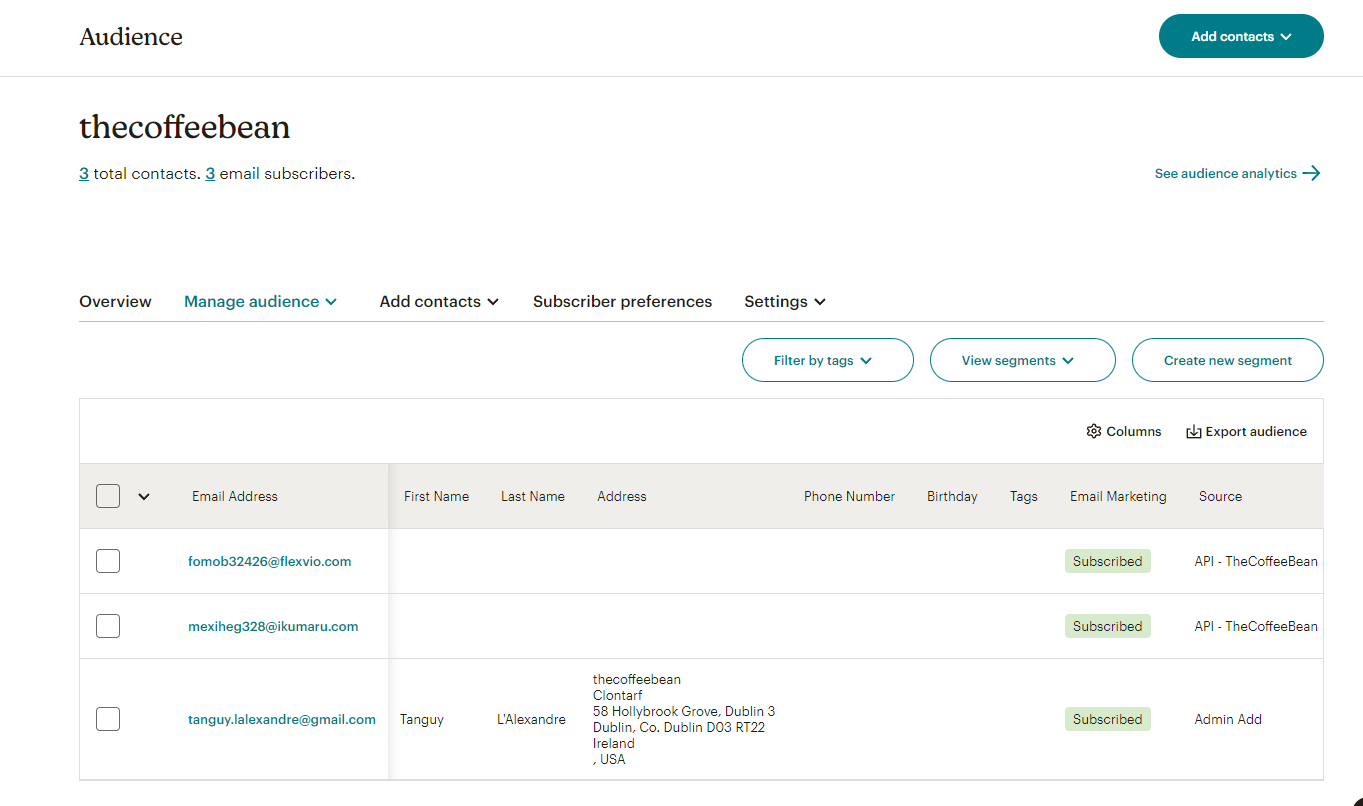 Audience
Add contacts
thecoffeebean
3 total contacts. 3 email subscribers.
See audience analytics
Overview Manage audience Add contacts Subscriber preferences Settings
Filter by tags View segments Create new segment
Columns Export audience
Email Address First Name Last Name Address Phone Number Birthday Tags Email Marketing Source
fomob32426@flexvio.com Subscribed API - TheCoffeeBean
mexiheg328@ikumaru.com Subscribed API - TheCoffeeBean
tanguy.lalexandre@gmail.com Tanguy L'Alexandre
thecoffeebean
Clontarf
58 Hollybrook Grove, Dublin 3
Dublin, Co. Dublin D03 RT22
Ireland
, USA
Subscribed Admin Add